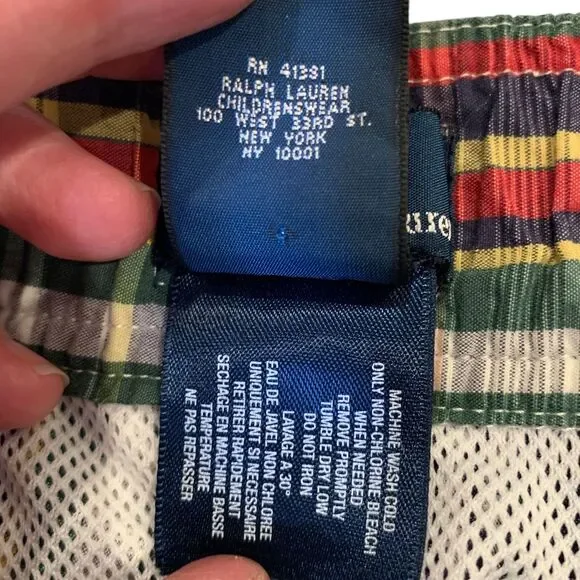 RN 41381
RALPH LAUREN
CHILDRENSWEAR
100 WEST 33RD ST.
NEW YORK
NY 10001
MACHINE WASH COLD
ONLY NON-CHLORINE BLEACH
WHEN NEEDED
REMOVE PROMPTLY
TUMBLE DRY LOW
DO NOT IRON
LAVAGE A 30°
EAU DE JAVEL NON CHLOREE
UNIQUEMENT SI NECESSAIRE
RETIRER RAPIDEMENT
SECHAGE EN MACHINE BASSE
TEMPERATURE
NE PAS REPASSER